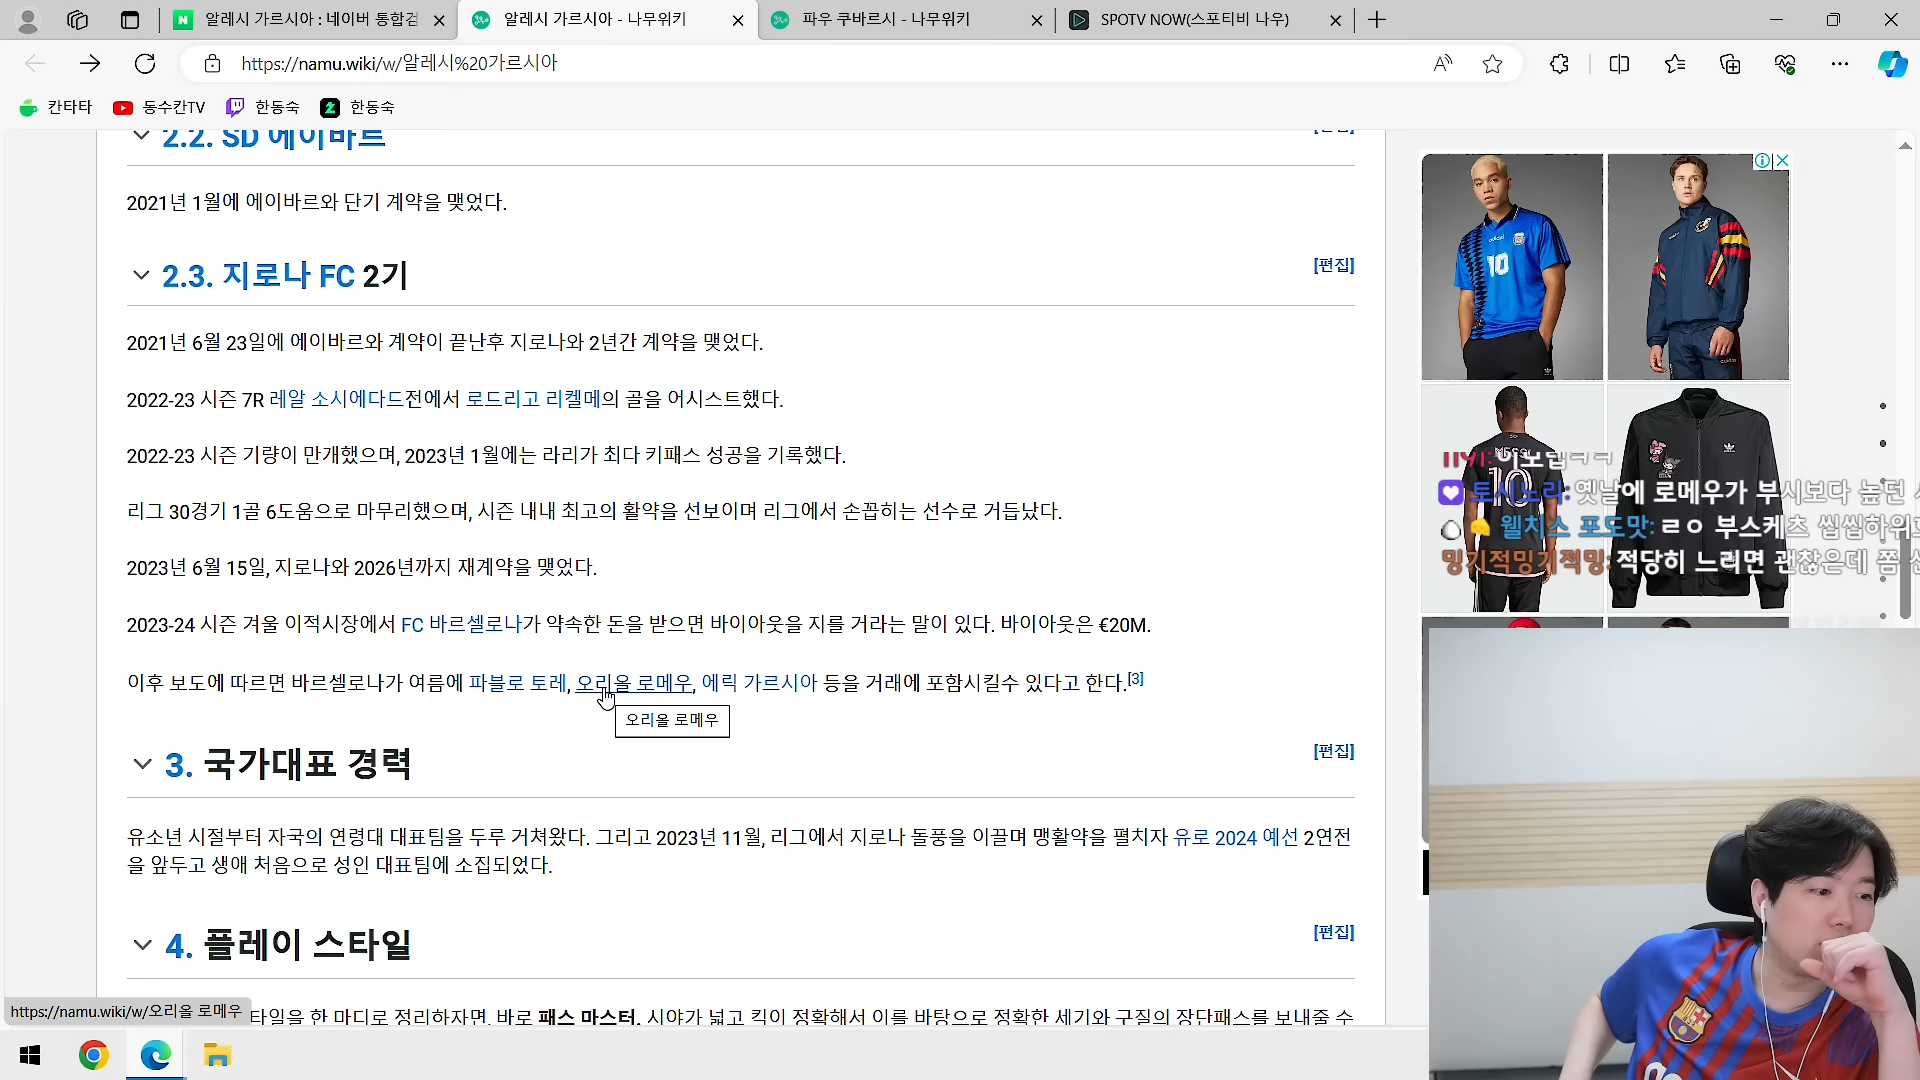 알레시 가르시아 : 네이버 통합검
알레시 가르시아 - 나무위키
파우 쿠바르시 - 나무위키
SPOTV NOW(스포티비 나우)
https://namu.wiki/w/알레시%20가르시아
칸타타
동수칸TV
한동숙
한동숙
2.2. SD 에이바르
[편집]
2021년 1월에 에이바르와 단기 계약을 맺었다.
2.3. 지로나 FC 2기
[편집]
2021년 6월 23일에 에이바르와 계약이 끝난후 지로나와 2년간 계약을 맺었다.
2022-23 시즌 7R 레알 소시에다드전에서 로드리고 리켈메의 골을 어시스트했다.
2022-23 시즌 기량이 만개했으며, 2023년 1월에는 라리가 최다 키패스 성공을 기록했다.
리그 30경기 1골 6도움으로 마무리했으며, 시즌 내내 최고의 활약을 선보이며 리그에서 손꼽히는 선수로 거듭났다.
2023년 6월 15일, 지로나와 2026년까지 재계약을 맺었다.
2023-24 시즌 겨울 이적시장에서 FC 바르셀로나가 약속한 돈을 받으면 바이아웃을 지를 거라는 말이 있다. 바이아웃은 €20M.
이후 보도에 따르면 바르셀로나가 여름에 파블로 토레, 오리올 로메우, 에릭 가르시아 등을 거래에 포함시킬수 있다고 한다.[3]
오리올 로메우
3. 국가대표 경력
[편집]
유소년 시절부터 자국의 연령대 대표팀을 두루 거쳐왔다. 그리고 2023년 11월, 리그에서 지로나 돌풍을 이끌며 맹활약을 펼치자 유로 2024 예선 2연전
을 앞두고 생애 처음으로 성인 대표팀에 소집되었다.
4. 플레이 스타일
[편집]
타일을 한 마디로 정리하자면, 바로 패스 마스터. 시야가 넓고 킥이 정확해서 이를 바탕으로 정확한 세기와 구질의 장단패스를 보내줄 수
https://namu.wiki/w/오리올 로메우
10
MESSI
10
토시노리: 옛날에 로메우가 부시보다 높던
웰치스 포도맛: ㄹㅇ 부스케츠 씹씹하위
밍기적밍기적밍: 적당히 느리면 괜찮은데 쫌